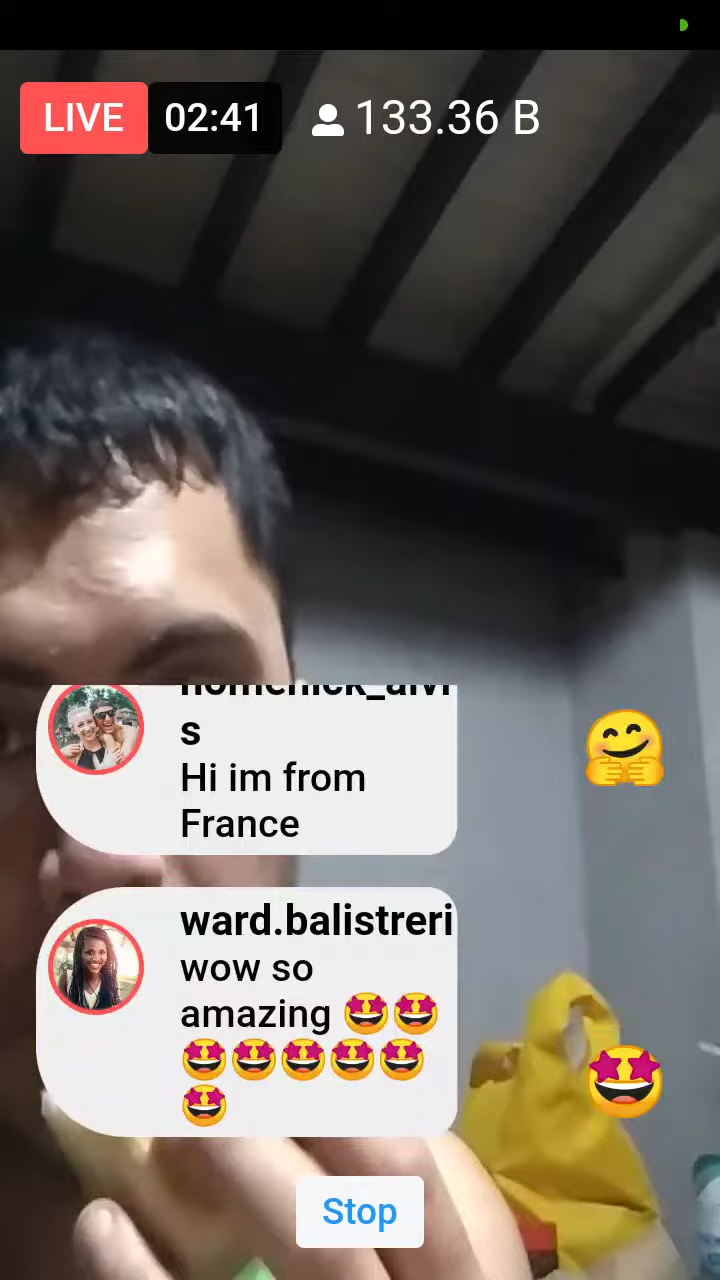 LIVE 02:41 133.36 B
s
Hi im from
France
ward.balistreri
wow so
amazing 🤩🤩
🤩🤩🤩🤩🤩
🤩
Stop